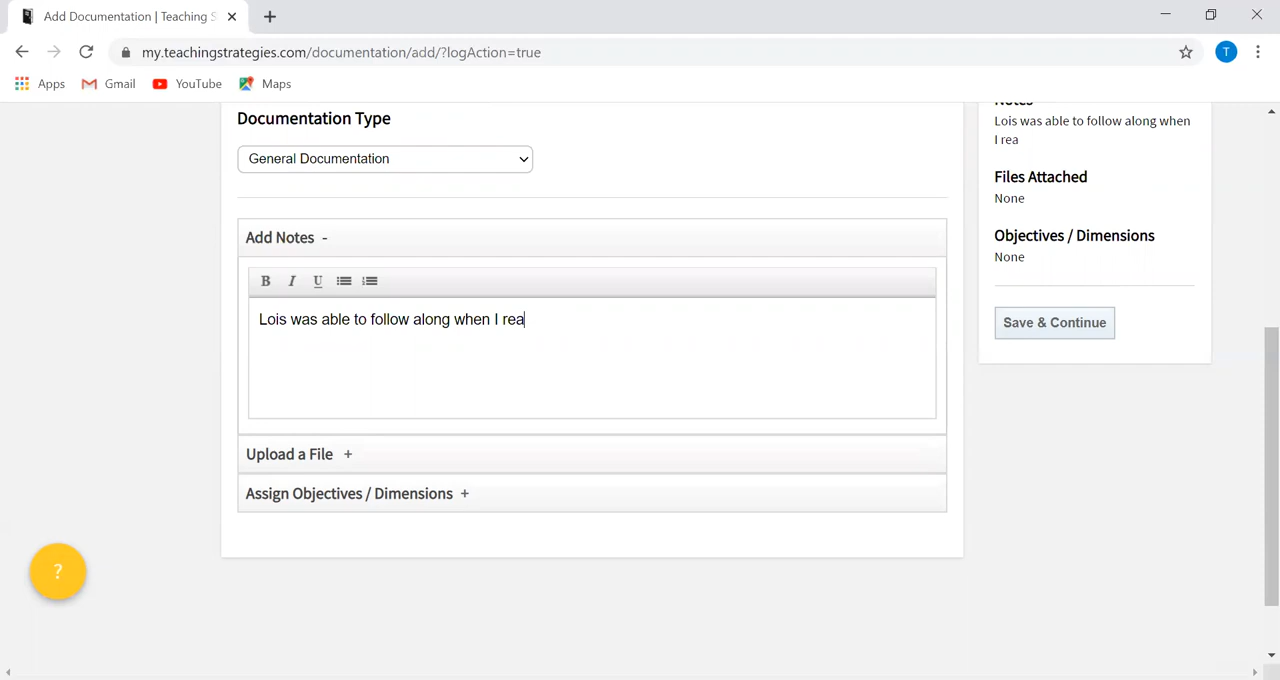 Add Documentation | Teaching S
my.teachingstrategies.com/documentation/add/?logAction=true
T
Apps Gmail YouTube Maps
Documentation Type
General Documentation
Add Notes -
B I U
Lois was able to follow along when I rea
Upload a File +
Assign Objectives / Dimensions +
Notes
Lois was able to follow along when
I rea
Files Attached
None
Objectives / Dimensions
None
Save & Continue
?